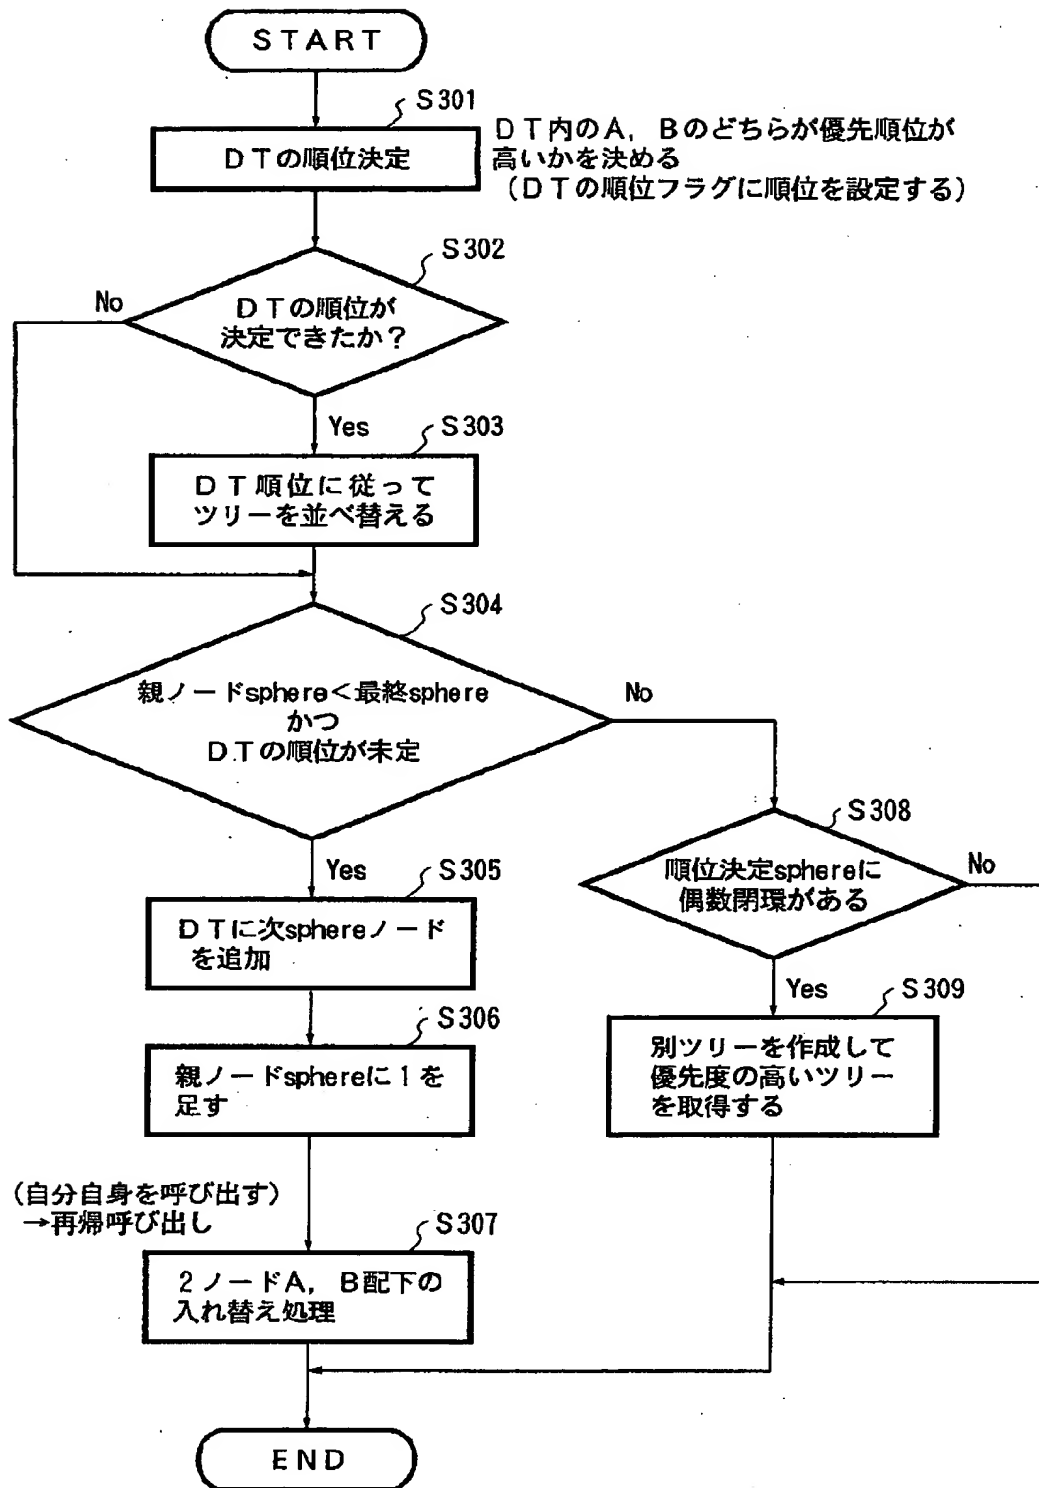 START
S301
DTの順位決定
DT内のA，Bのどちらが優先順位が
高いかを決める
（DTの順位フラグに順位を設定する）
S302
No
DTの順位が
決定できたか？
Yes
S303
DT順位に従って
ツリーを並べ替える
S304
親ノードsphere＜最終sphere
かつ
DTの順位が未定
No
Yes
S308
順位決定sphereに
偶数閉環がある
No
S305
DTに次sphereノード
を追加
Yes
S309
別ツリーを作成して
優先度の高いツリー
を取得する
S306
親ノードsphereに1を
足す
（自分自身を呼び出す）
→再帰呼び出し
S307
2ノードA，B配下の
入れ替え処理
END